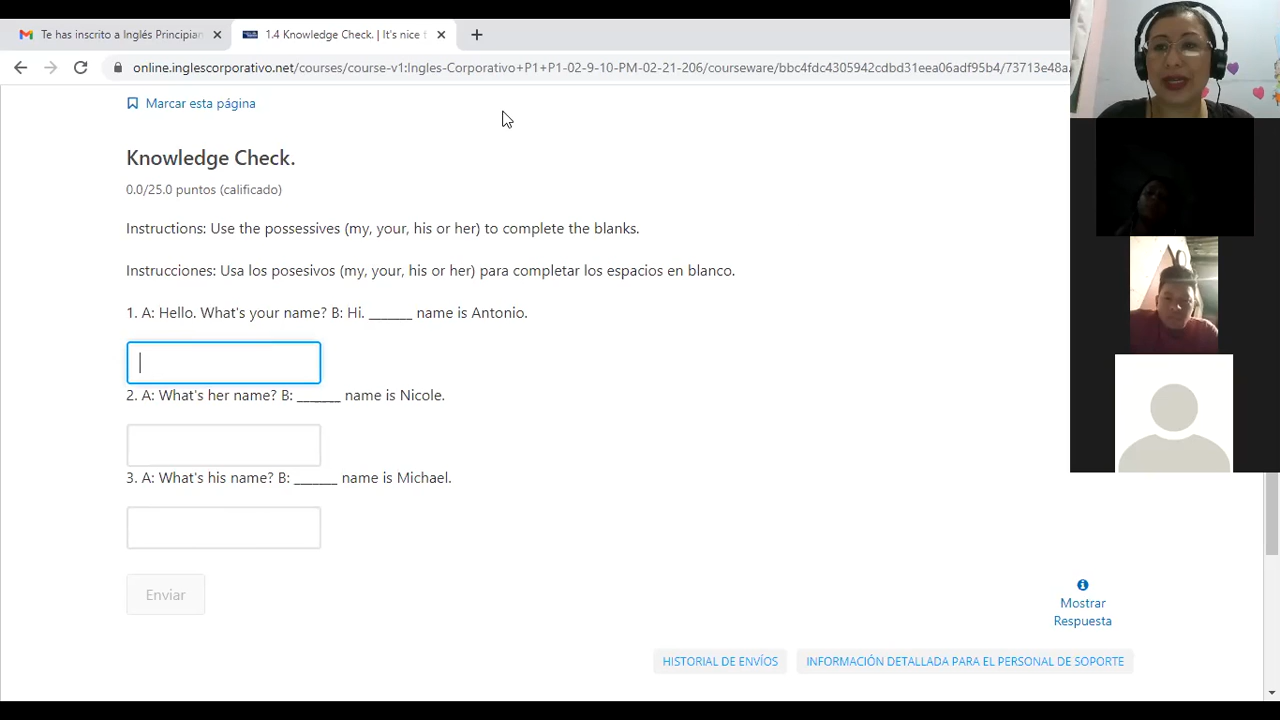 Te has inscrito a Inglés Principian
1.4 Knowledge Check. | It's nice t
online.inglescorporativo.net/courses/course-v1:Ingles-Corporativo+P1+P1-02-9-10-PM-02-21-206/courseware/bbc4fdc4305942cdbd31eea06adf95b4/73713e48a
Marcar esta página
Knowledge Check.
0.0/25.0 puntos (calificado)
Instructions: Use the possessives (my, your, his or her) to complete the blanks.
Instrucciones: Usa los posesivos (my, your, his or her) para completar los espacios en blanco.
1. A: Hello. What's your name? B: Hi. _______ name is Antonio.
2. A: What's her name? B: _______ name is Nicole.
3. A: What's his name? B: _______ name is Michael.
Enviar
Mostrar
Respuesta
HISTORIAL DE ENVÍOS
INFORMACIÓN DETALLADA PARA EL PERSONAL DE SOPORTE